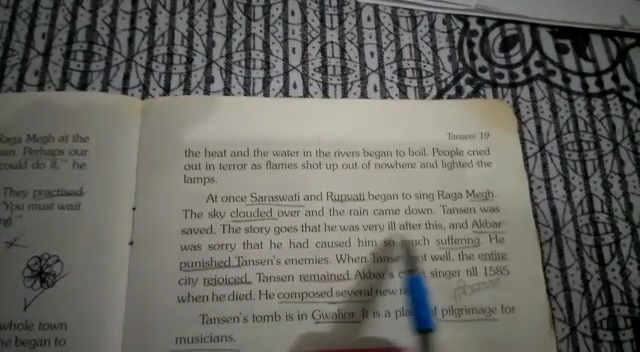 Raga Megh at the
ain. Perhaps our
could do it," he
They practised
"You must wait
ng."
whole town
he began to
Tansen/ 19
the heat and the water in the rivers began to boil. People cried
out in terror as flames shot up out of nowhere and lighted the
lamps.
At once Saraswati and Rupvati began to sing Raga Megh.
The sky clouded over and the rain came down. Tansen was
saved. The story goes that he was very ill after this, and Akbar
was sorry that he had caused him so much suffering. He
punished Tansen's enemies. When Tansen got well, the entire
city rejoiced. Tansen remained Akbar's singer till 1585
when he died. He composed several new
Tansen's tomb is in Gwalior. It is a place of pilgrimage for
musicians.